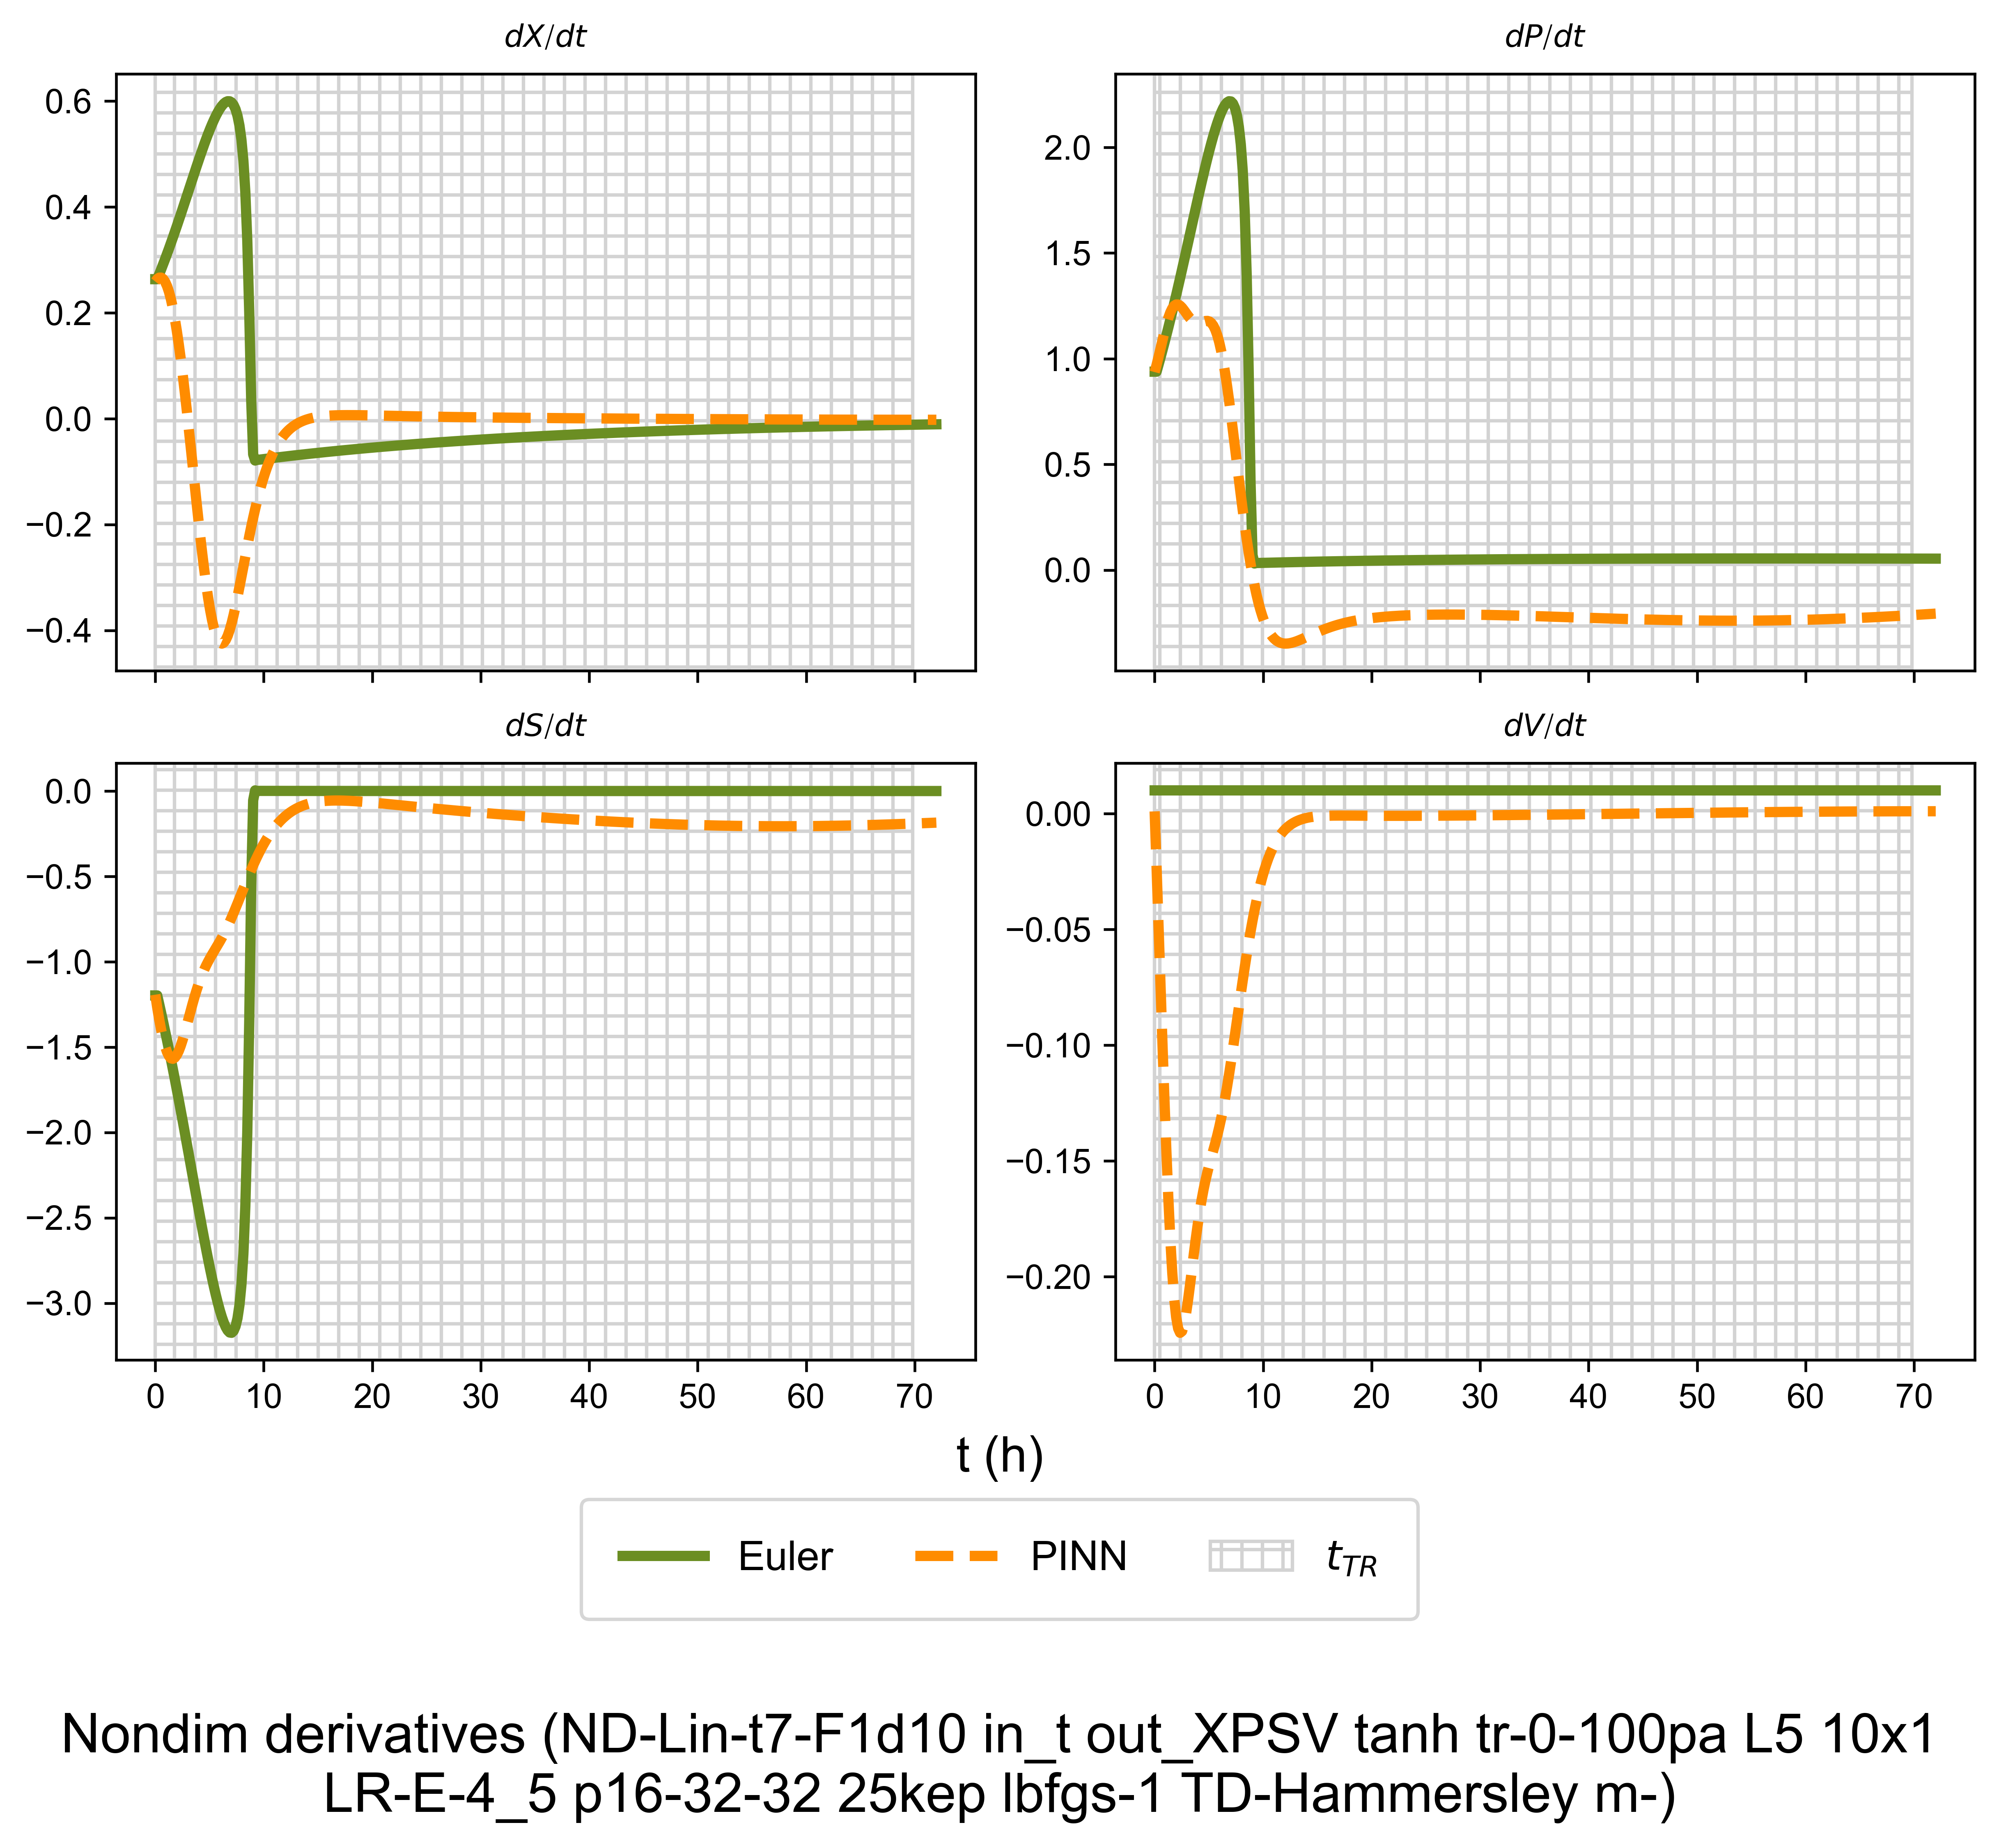 dX/dt
dP/dt
0.6
0.4
0.2
0.0
−0.2
−0.4
2.0
1.5
1.0
0.5
0.0
dS/dt
dV/dt
0.0
−0.5
−1.0
−1.5
−2.0
−2.5
−3.0
0 10 20 30 40 50 60 70
0.00
−0.05
−0.10
−0.15
−0.20
0 10 20 30 40 50 60 70
t (h)
Euler PINN t_TR
Nondim derivatives (ND-Lin-t7-F1d10 in_t out_XPSV tanh tr-0-100pa L5 10x1
LR-E-4_5 p16-32-32 25kep lbfgs-1 TD-Hammersley m-)